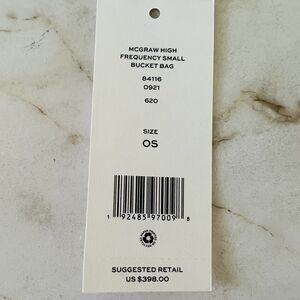 MCGRAW HIGH
FREQUENCY SMALL
BUCKET BAG
84116
0921
620
SIZE
OS
1 92485 97009 8
SUGGESTED RETAIL
US $398.00